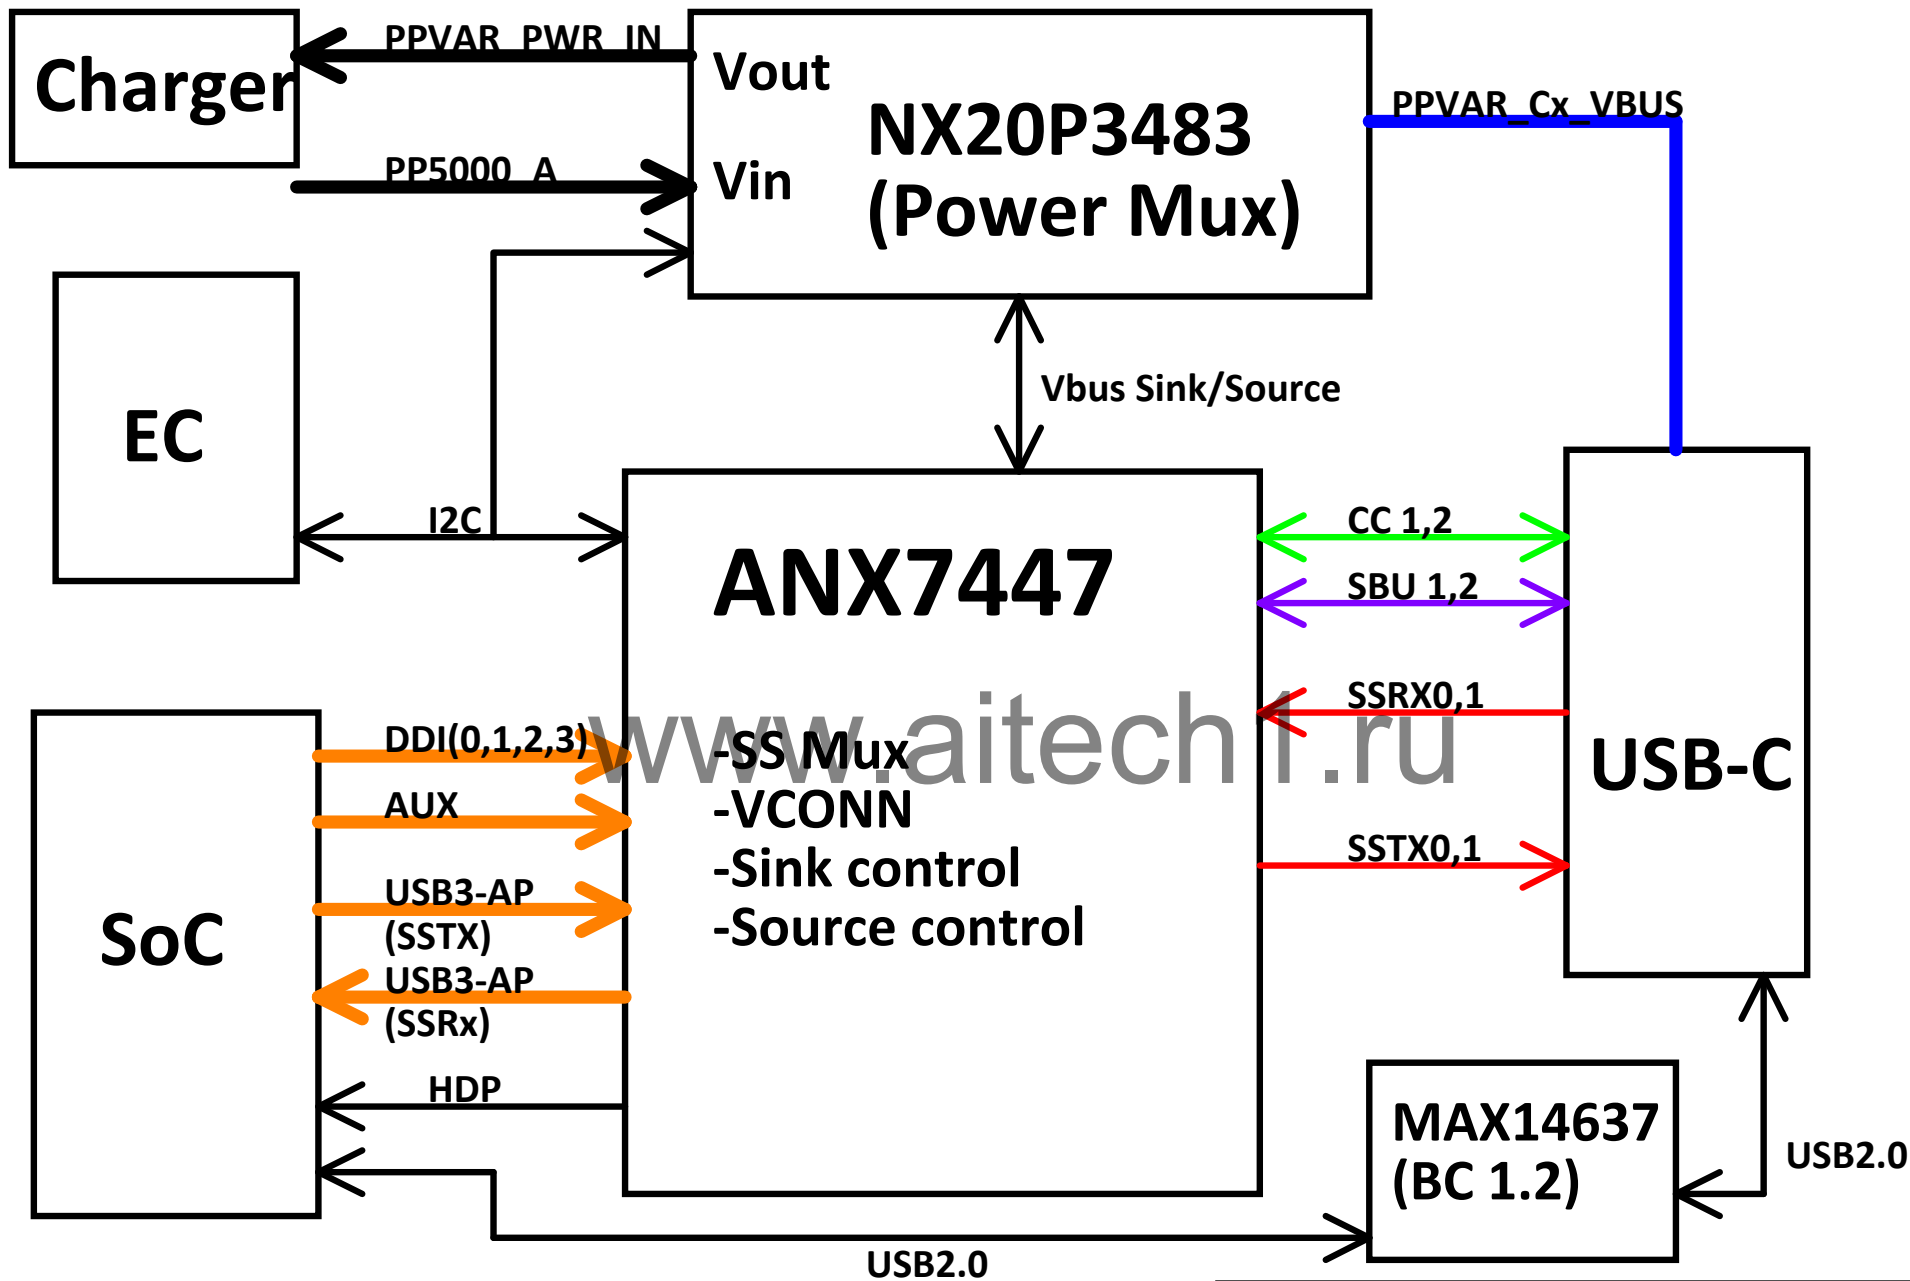 Charger
PPVAR_PWR_IN
Vout
NX20P3483
(Power Mux)
PPVAR_Cx_VBUS
PP5000_A
Vin
EC
Vbus Sink/Source
I2C
ANX7447
CC 1,2
SBU 1,2
SSRX0,1
www.aitech1.ru
DDI(0,1,2,3)
-SS Mux
AUX
-VCONN
-Sink control
-Source control
SSTX0,1
USB-C
SoC
USB3-AP
(SSTX)
USB3-AP
(SSRx)
HDP
MAX14637
(BC 1.2)
USB2.0
USB2.0